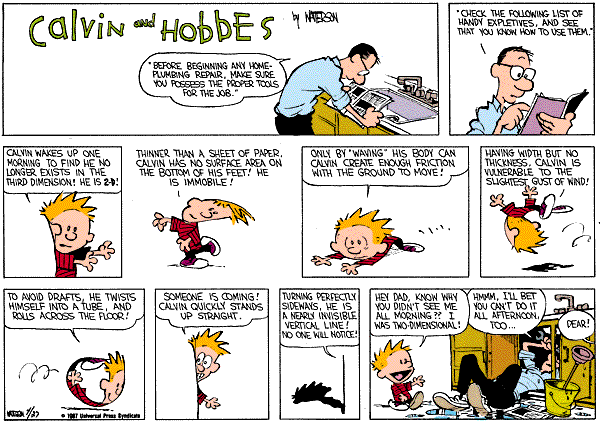 Calvin and HobbEs
by WATTERSON
"BEFORE BEGINNING ANY HOME-
PLUMBING REPAIR, MAKE SURE
YOU POSSESS THE PROPER TOOLS
FOR THE JOB."
"CHECK THE FOLLOWING LIST OF
HANDY EXPLETIVES, AND SEE
THAT YOU KNOW HOW TO USE THEM."
CALVIN WAKES UP ONE
MORNING TO FIND HE NO
LONGER EXISTS IN THE
THIRD DIMENSION! HE IS 2-D!
THINNER THAN A SHEET OF PAPER,
CALVIN HAS NO SURFACE AREA ON
THE BOTTOM OF HIS FEET! HE
IS IMMOBILE!
ONLY BY "WAVING" HIS BODY CAN
CALVIN CREATE ENOUGH FRICTION
WITH THE GROUND TO MOVE!
HAVING WIDTH BUT NO
THICKNESS, CALVIN IS
VULNERABLE TO THE
SLIGHTEST GUST OF WIND!
TO AVOID DRAFTS, HE TWISTS
HIMSELF INTO A TUBE, AND
ROLLS ACROSS THE FLOOR!
WATTERSON
© 1987 Universal Press Syndicate
SOMEONE IS COMING!
CALVIN QUICKLY STANDS
UP STRAIGHT.
TURNING PERFECTLY
SIDEWAYS, HE IS
A NEARLY INVISIBLE
VERTICAL LINE!
NO ONE WILL NOTICE!
HEY DAD, KNOW WHY
YOU DIDN'T SEE ME
ALL MORNING?? I
WAS TWO-DIMENSIONAL!
HMMM, I'LL BET
YOU CAN'T DO IT
ALL AFTERNOON,
TOO...
DEAR!